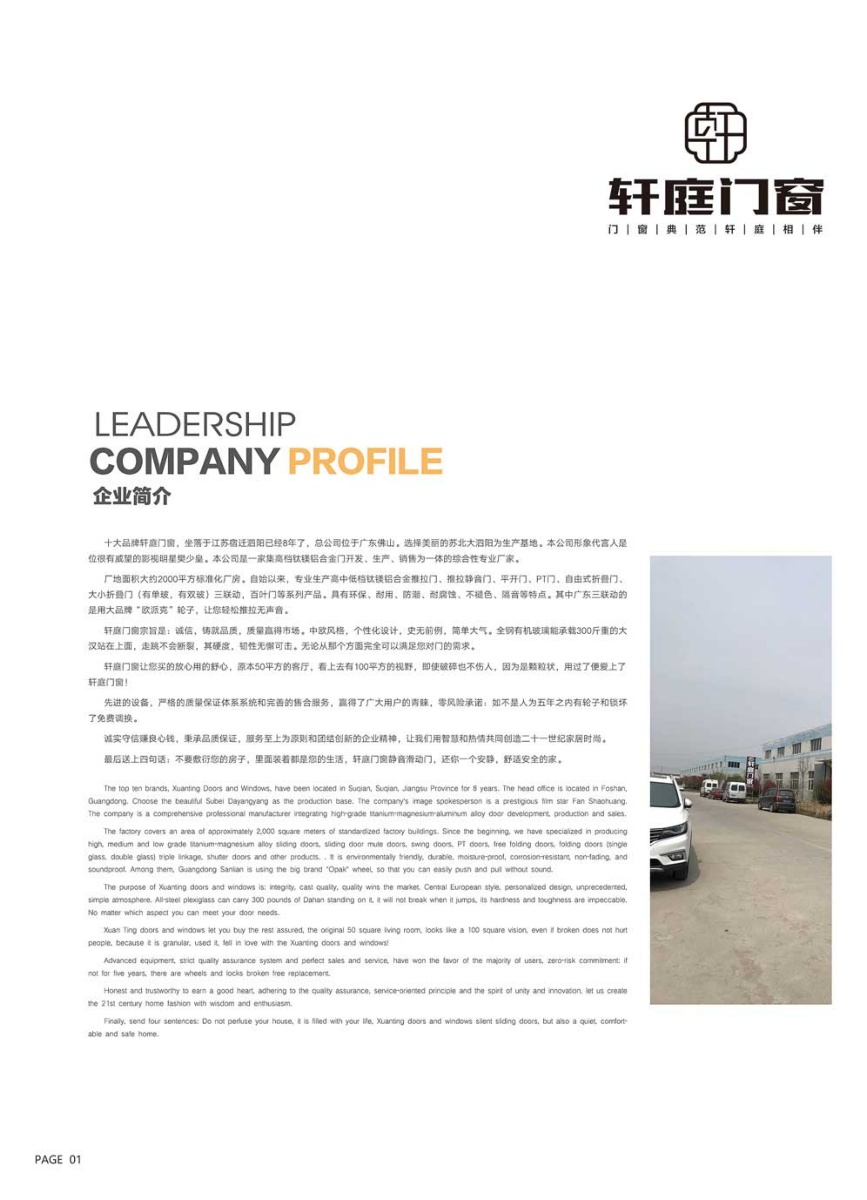 轩庭门窗
门｜窗｜典｜范｜轩｜庭｜相｜伴
LEADERSHIP
COMPANY PROFILE
企业简介
十大品牌轩庭门窗，坐落于江苏宿迁泗阳已经8年了，总公司位于广东佛山。选择美丽的苏北大泗阳为生产基地。本公司形象代言人是
位很有威望的影视明星樊少皇。本公司是一家集高档钛镁铝合金门开发、生产、销售为一体的综合性专业厂家。
厂地面积大约2000平方标准化厂房。自始以来，专业生产高中低档钛镁铝合金推拉门、推拉静音门、平开门、PT门、自由式折叠门、
大小折叠门（有单玻，有双玻）三联动，百叶门等系列产品。具有环保、耐用、防潮、耐腐蚀、不褪色、隔音等特点。其中广东三联动的
是用大品牌“欧派克”轮子，让您轻松推拉无声音。
轩庭门窗宗旨是：诚信，铸就品质，质量赢得市场。中欧风格，个性化设计，史无前例，简单大气。全钢有机玻璃能承载300斤重的大
汉站在上面，走跳不会断裂，其硬度，韧性无懈可击。无论从那个方面完全可以满足您对门的需求。
轩庭门窗让您买的放心用的舒心，原本50平方的客厅，看上去有100平方的视野，即使破碎也不伤人，因为是颗粒状，用过了便爱上了
轩庭门窗！
先进的设备，严格的质量保证体系系统和完善的售合服务，赢得了广大用户的青睐，零风险承诺：如不是人为五年之内有轮子和锁坏
了免费调换。
诚实守信赚良心钱，秉承品质保证，服务至上为原则和团结创新的企业精神，让我们用智慧和热情共同创造二十一世纪家居时尚。
最后送上四句话：不要敷衍您的房子，里面装着都是您的生活，轩庭门窗静音滑动门，还你一个安静，舒适安全的家。
The top ten brands, Xuanting Doors and Windows, have been located in Suqian, Suqian, Jiangsu Province for 8 years. The head office is located in Foshan,
Guangdong. Choose the beautiful Subei Dayangyang as the production base. The company's image spokesperson is a prestigious film star Fan Shaohuang.
The company is a comprehensive professional manufacturer integrating high-grade titanium-magnesium-aluminum alloy door development, production and sales.
The factory covers an area of approximately 2,000 square meters of standardized factory buildings. Since the beginning, we have specialized in producing
high, medium and low grade titanium-magnesium alloy sliding doors, sliding door mute doors, swing doors, PT doors, free folding doors, folding doors (single
glass, double glass) triple linkage, shutter doors and other products. . It is environmentally friendly, durable, moisture-proof, corrosion-resistant, non-fading, and
soundproof. Among them, Guangdong Sanlian is using the big brand "Opak" wheel, so that you can easily push and pull without sound.
The purpose of Xuanting doors and windows is: integrity, cast quality, quality wins the market. Central European style, personalized design, unprecedented,
simple atmosphere. All-steel plexiglass can carry 300 pounds of Dahan standing on it, it will not break when it jumps, its hardness and toughness are impeccable.
No matter which aspect you can meet your door needs.
Xuan Ting doors and windows let you buy the rest assured, the original 50 square living room, looks like a 100 square vision, even if broken does not hurt
people, because it is granular, used it, fell in love with the Xuanting doors and windows!
Advanced equipment, strict quality assurance system and perfect sales and service, have won the favor of the majority of users, zero-risk commitment: if
not for five years, there are wheels and locks broken free replacement.
Honest and trustworthy to earn a good heart, adhering to the quality assurance, service-oriented principle and the spirit of unity and innovation. let us create
the 21st century home fashion with wisdom and enthusiasm.
Finally, send four sentences: Do not perfuse your house, it is filled with your life, Xuanting doors and windows silent sliding doors, but also a quiet, comfort-
able and safe home.
轩庭门窗
PAGE 01